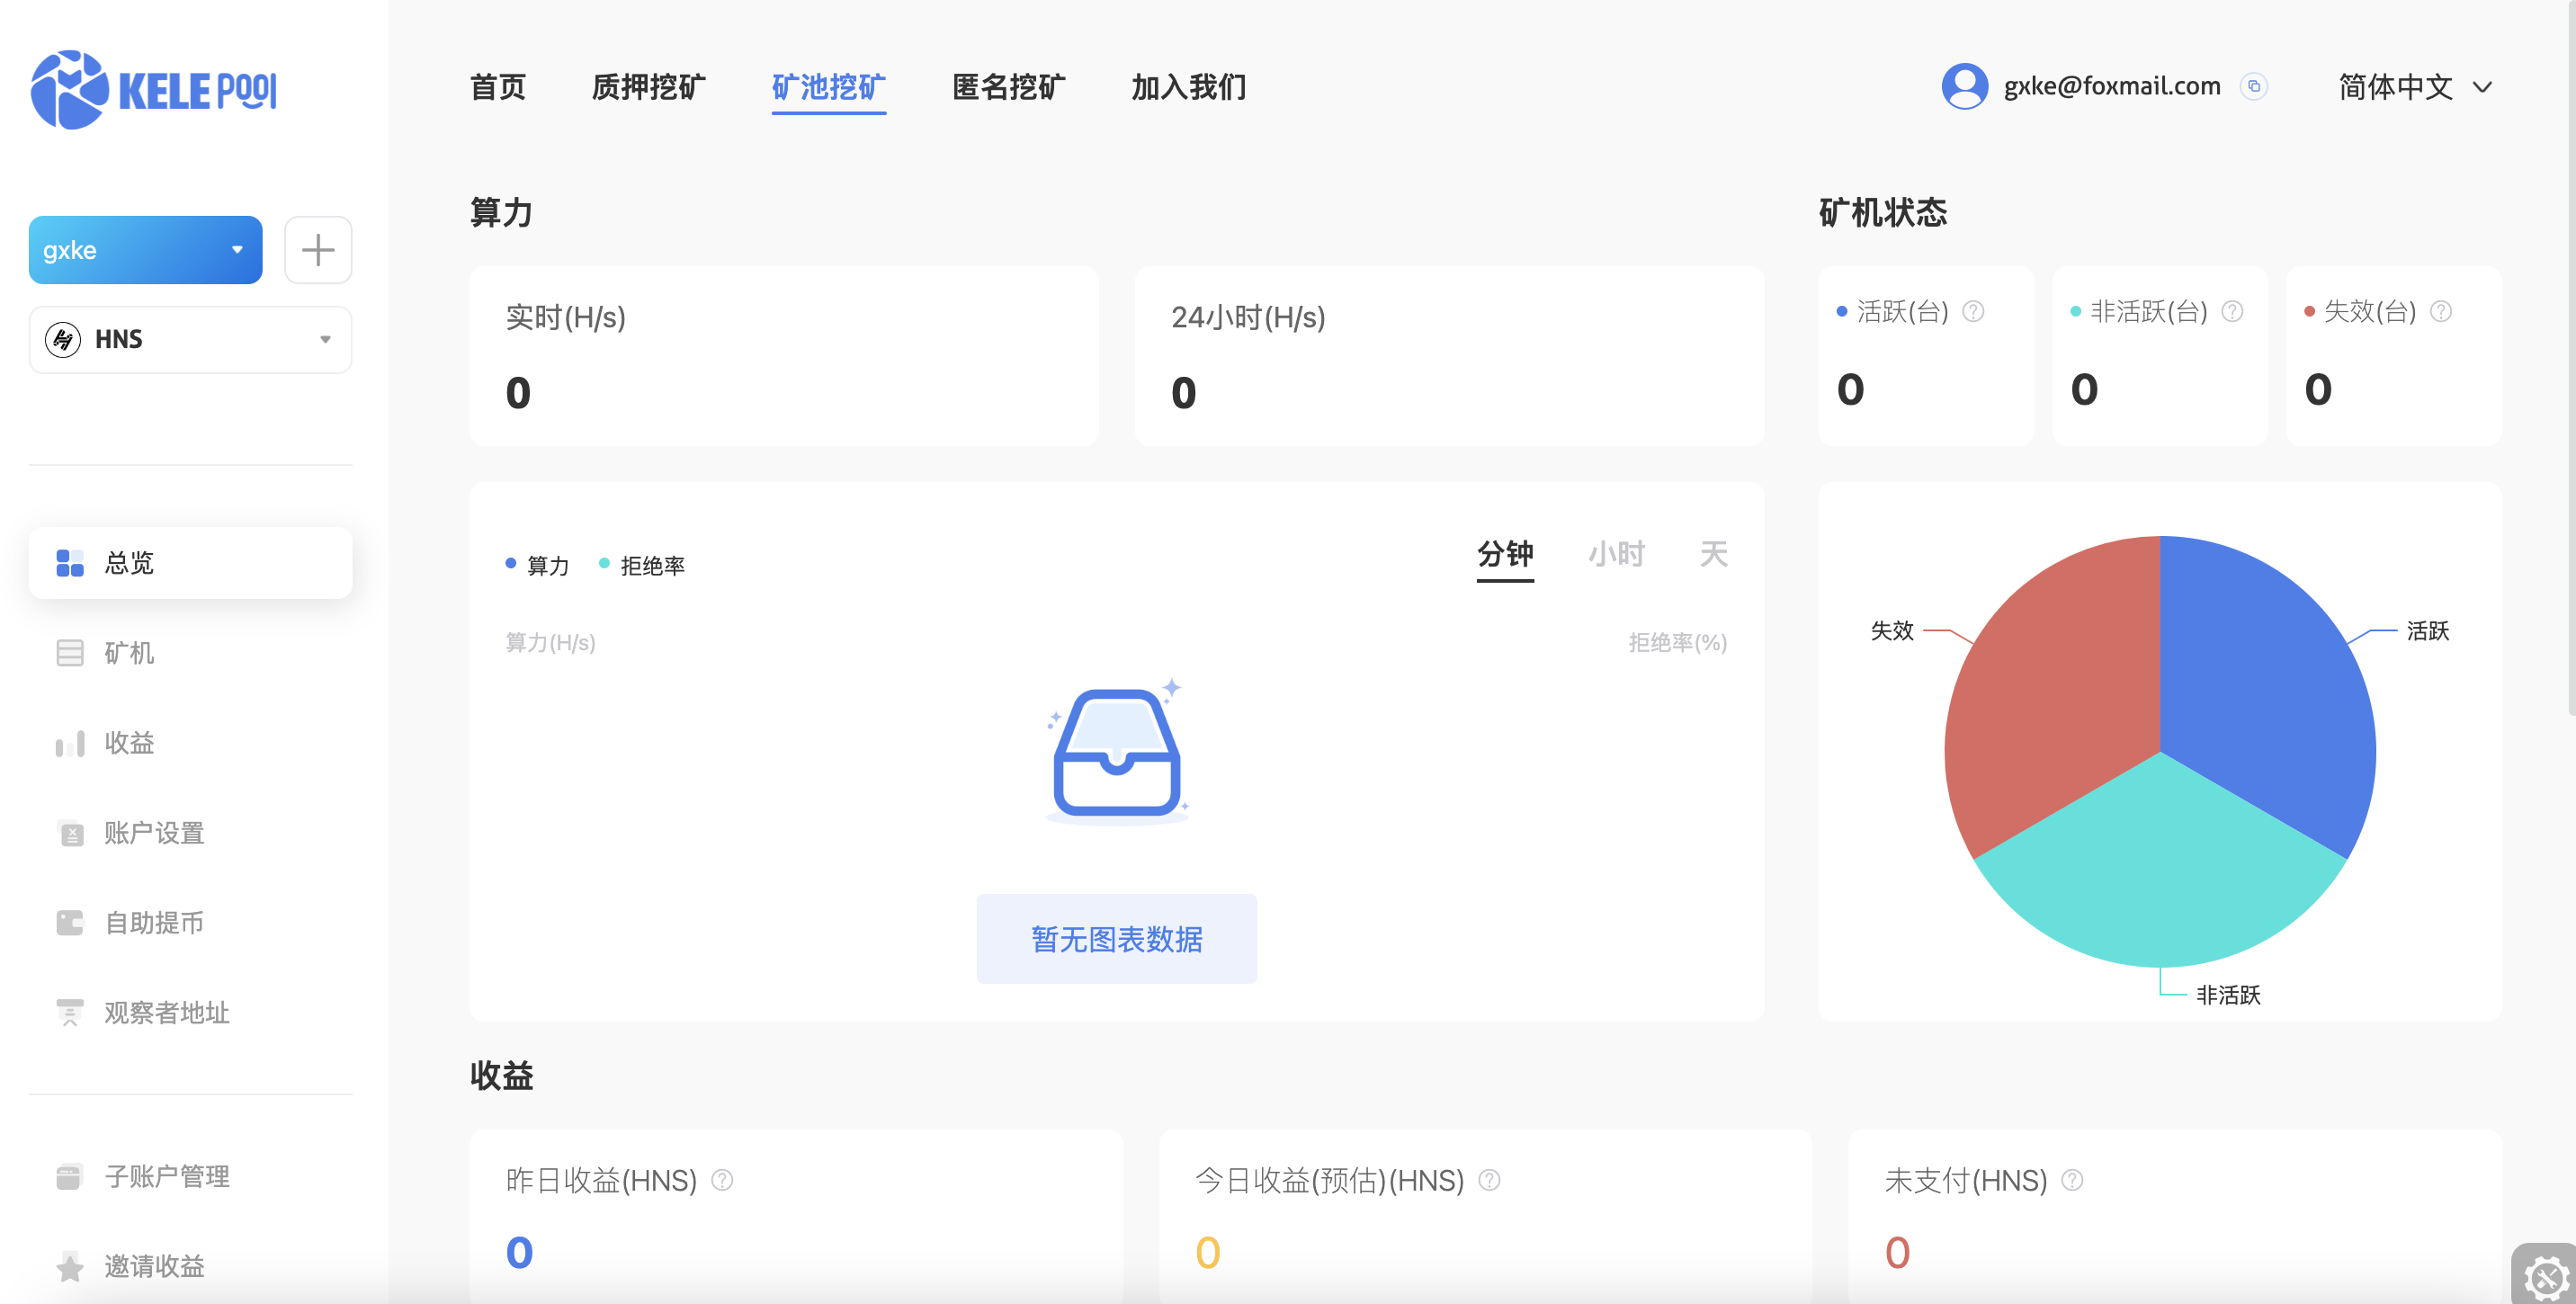 KELE POOL
首页 质押挖矿 矿池挖矿 匿名挖矿 加入我们
gxke@foxmail.com 简体中文
gxke
HNS
总览
矿机
收益
账户设置
自助提币
观察者地址
子账户管理
邀请收益
算力
实时(H/s)
0
24小时(H/s)
0
算力 拒绝率
分钟 小时 天
算力(H/s) 拒绝率(%)
暂无图表数据
矿机状态
活跃(台)
0
非活跃(台)
0
失效(台)
0
失效
活跃
非活跃
收益
昨日收益(HNS)
0
今日收益(预估)(HNS)
0
未支付(HNS)
0